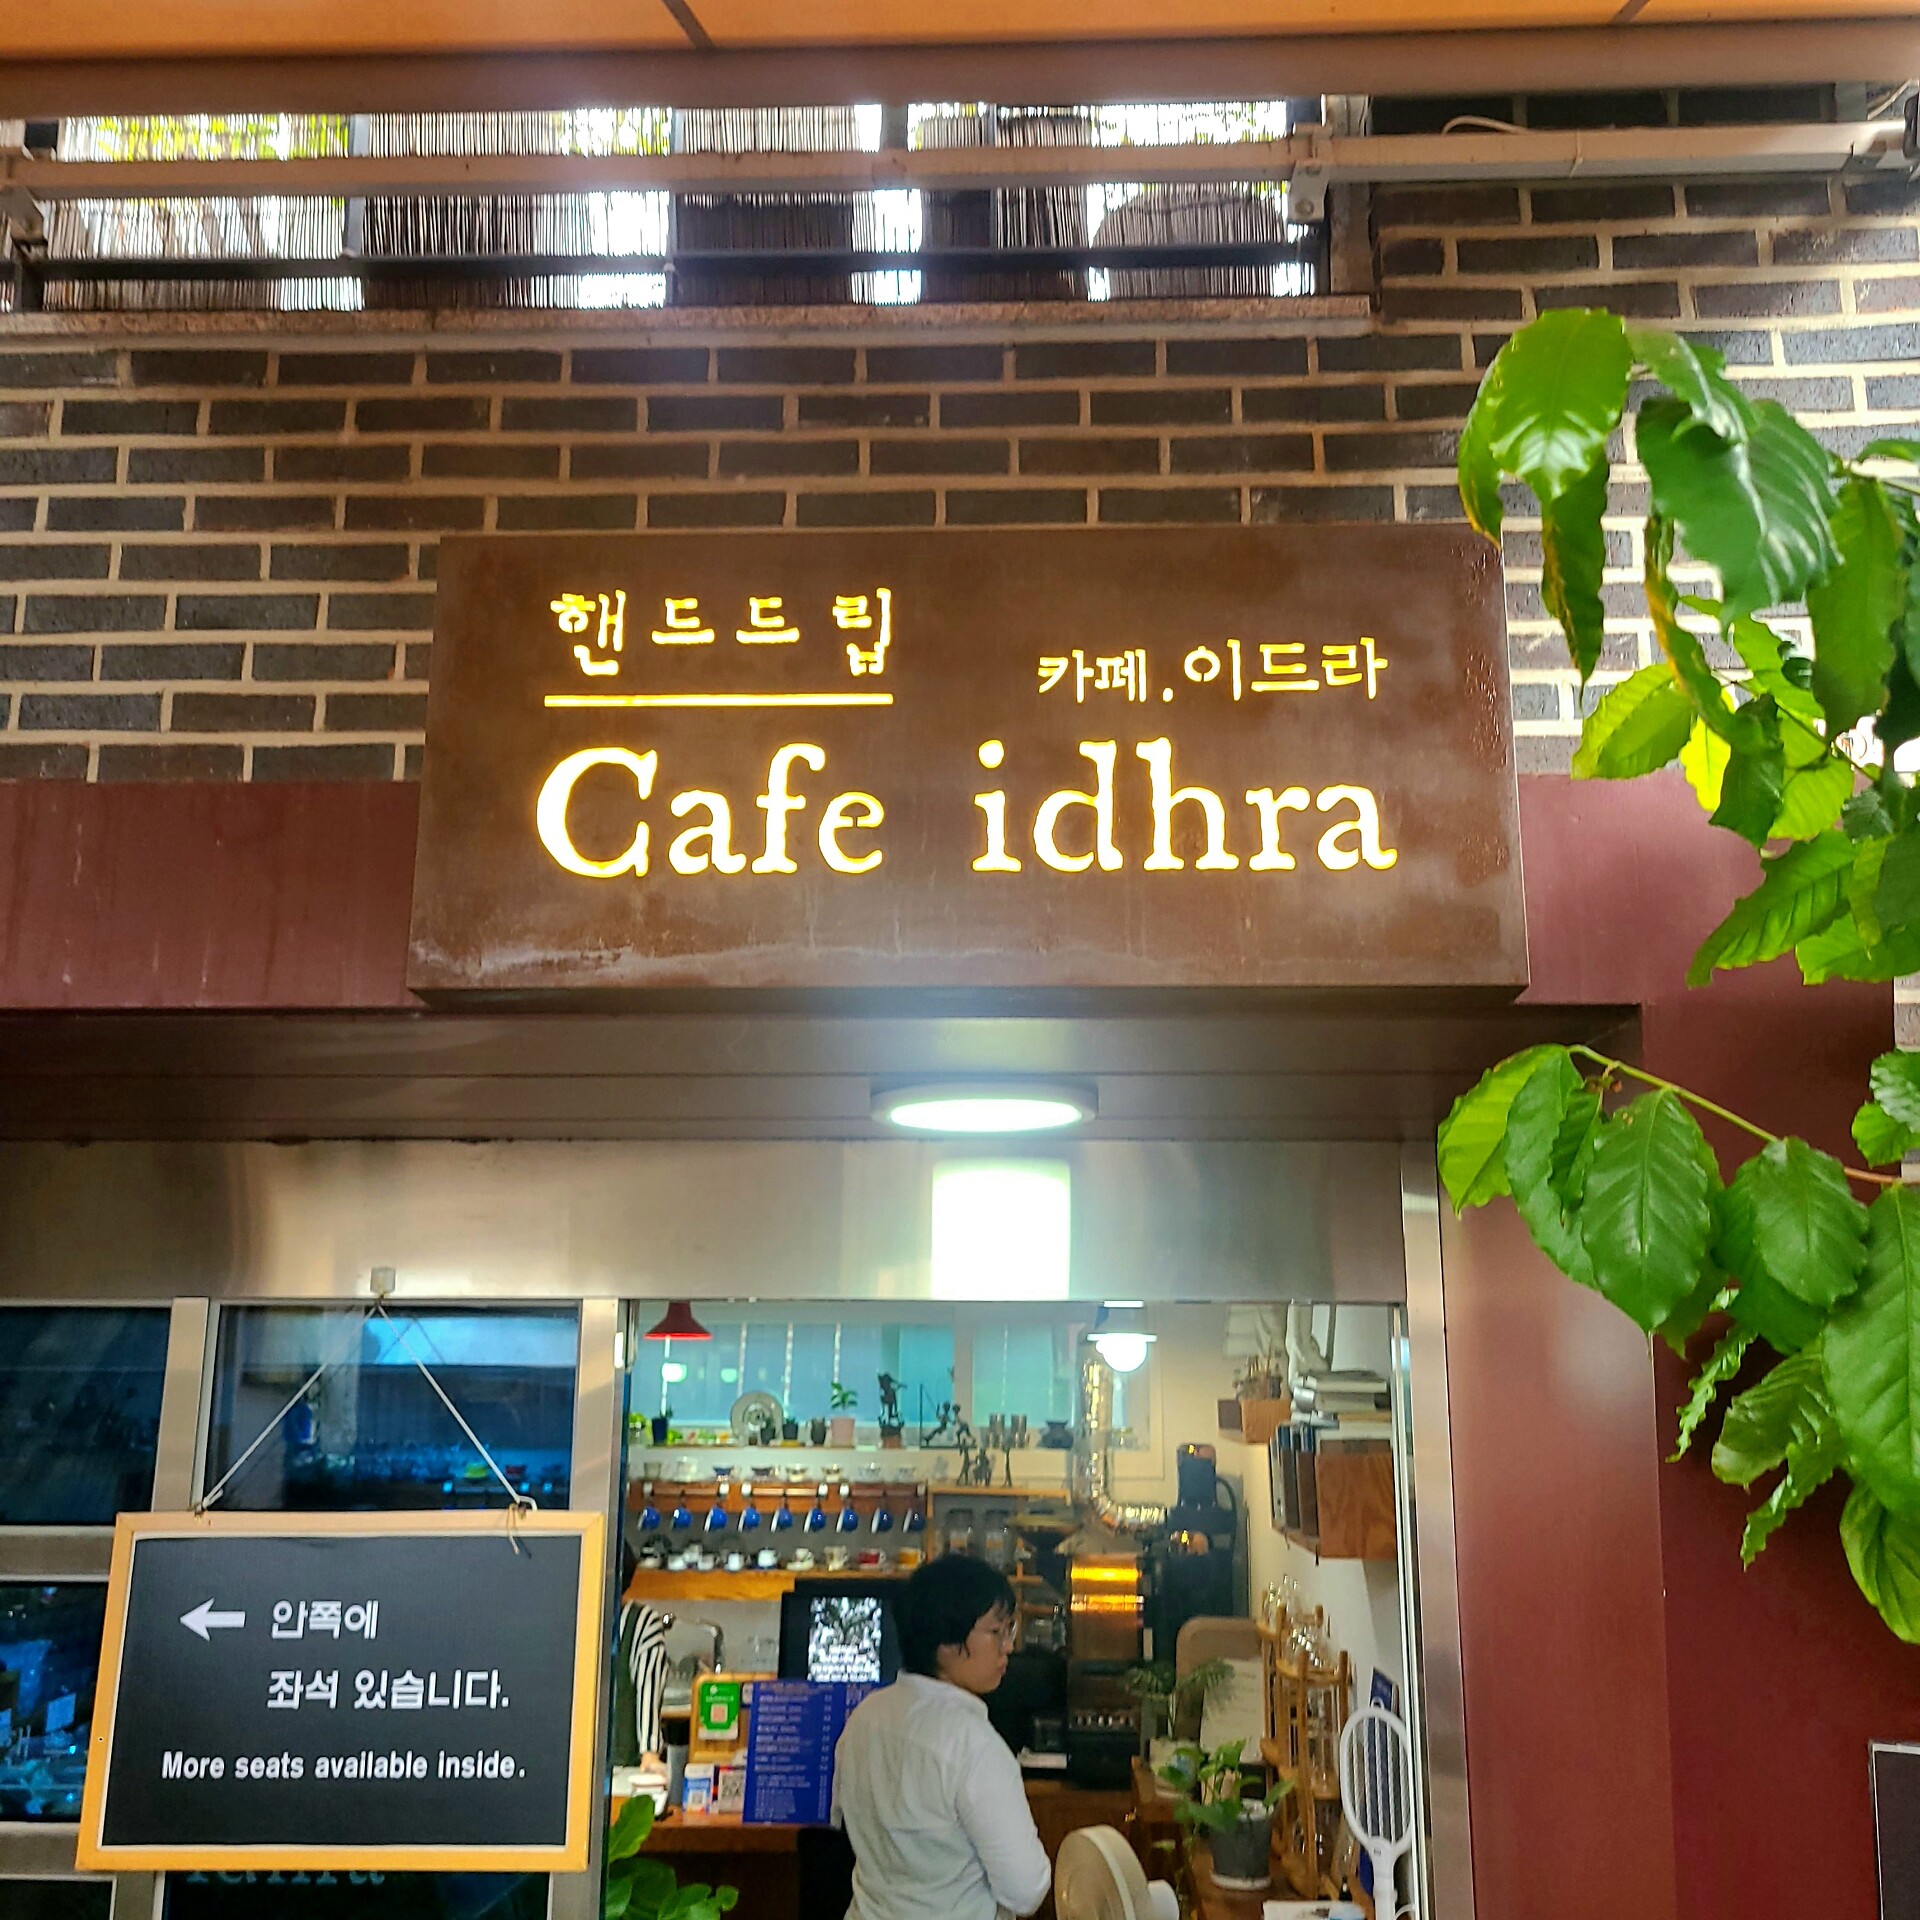 핸드드립
카페.이드라
Cafe idhra
← 안쪽에
좌석 있습니다.
More seats available inside.